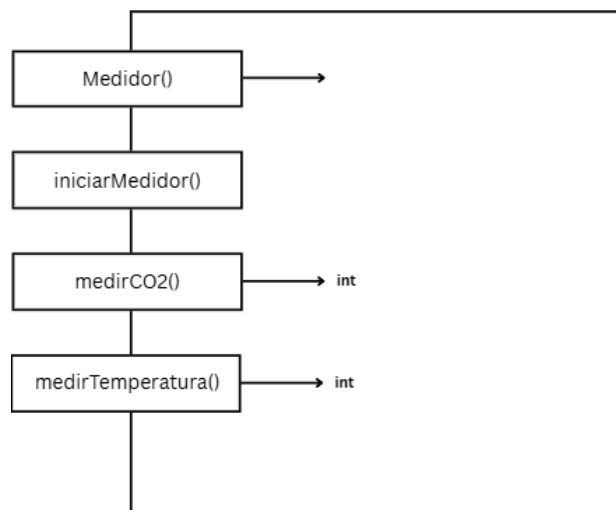 Medidor()
iniciarMedidor()
medirCO2()
int
medirTemperatura()
int